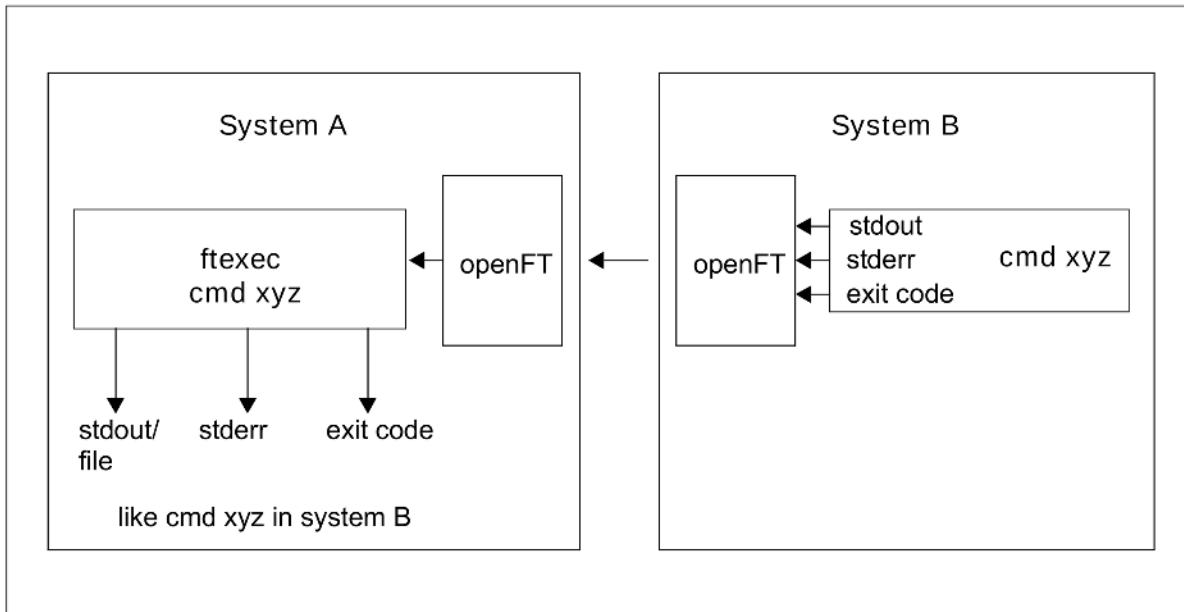 System A
ftexec
cmd xyz
openFT
stdout/
file
stderr
exit code
like cmd xyz in system B
System B
openFT
stdout
stderr
exit code
cmd xyz